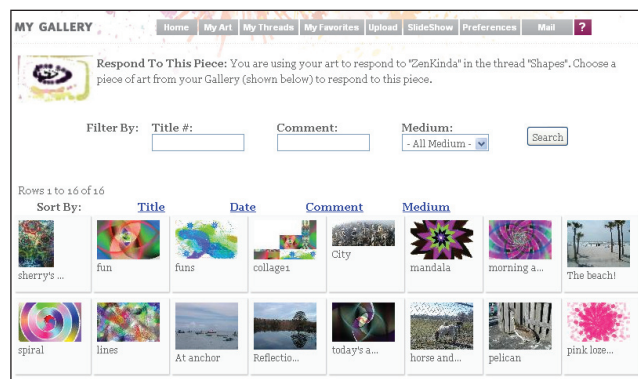 MY GALLERY
Home My Art My Threads My Favorites Upload SlideShow Preferences Mail ?
Respond To This Piece: You are using your art to respond to "ZenKinda" in the thread "Shapes". Choose a
piece of art from your Gallery (shown below) to respond to this piece.
Filter By: Title #: Comment: Medium:
- All Medium - Search
Rows 1 to 16 of 16
Sort By: Title Date Comment Medium
sherry's ... fun funs collage1 City mandala morning a... The beach!
spiral lines At anchor Reflectio... today's a... horse and... pelican pink loze...